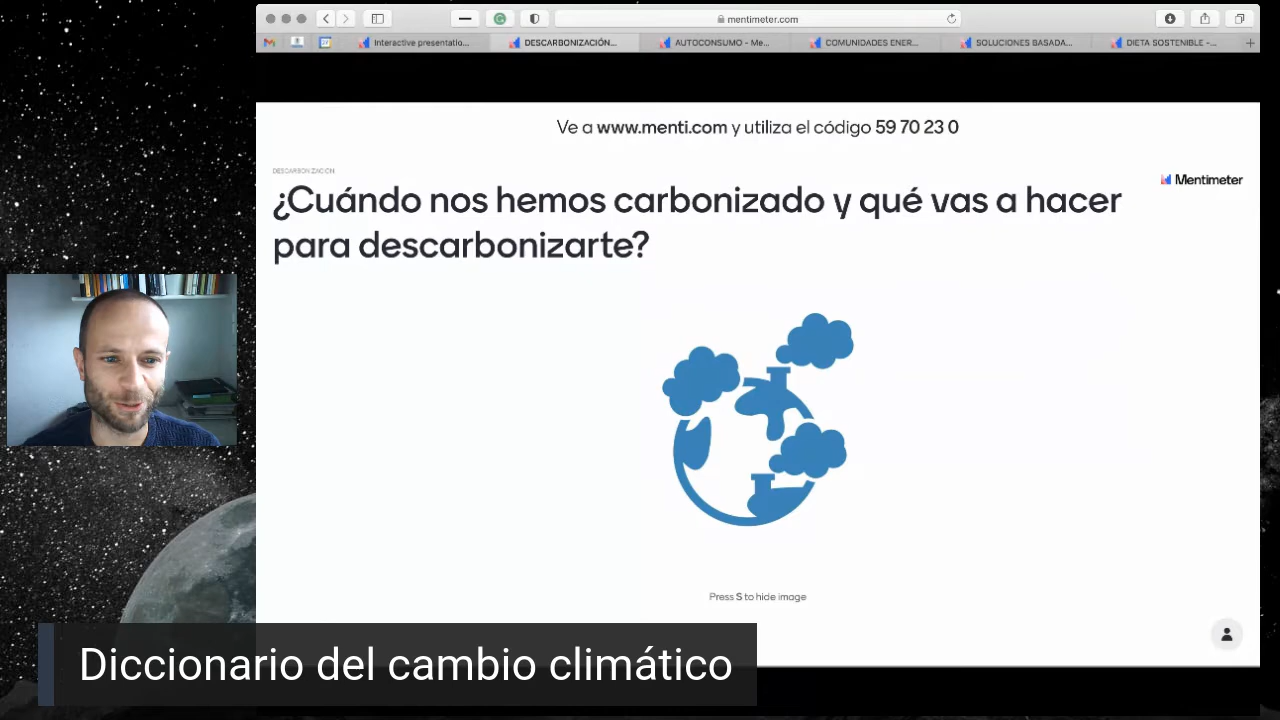 mentimeter.com
Interactive presentatio...
DESCARBONIZACIÓN...
AUTOCONSUMO - Me...
COMUNIDADES ENER...
SOLUCIONES BASADA...
DIETA SOSTENIBLE -...
Ve a www.menti.com y utiliza el código 59 70 23 0
DESCARBONIZACIÓN
Mentimeter
¿Cuándo nos hemos carbonizado y qué vas a hacer
para descarbonizarte?
Press S to hide image
Diccionario del cambio climático